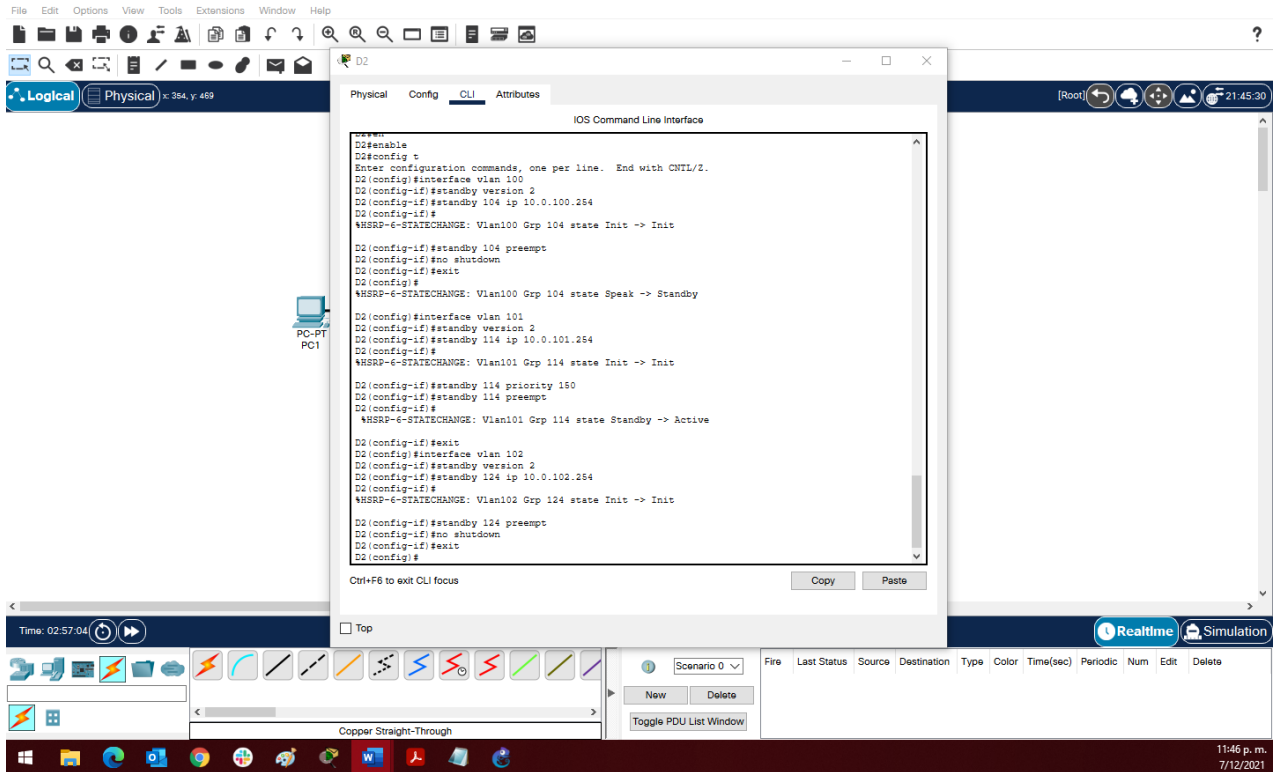 File Edit Options View Tools Extensions Window Help
?
D2
Logical
Physical
x: 354, y: 469
[Root]
21:45:30
Physical Config CLI Attributes
IOS Command Line Interface
D2#enable
D2#config t
Enter configuration commands, one per line. End with CNTL/Z.
D2(config)#interface vlan 100
D2(config-if)#standby version 2
D2(config-if)#standby 104 ip 10.0.100.254
D2(config-if)#
%HSRP-6-STATECHANGE: Vlan100 Grp 104 state Init -> Init
D2(config-if)#standby 104 preempt
D2(config-if)#no shutdown
D2(config-if)#exit
D2(config)#
%HSRP-6-STATECHANGE: Vlan100 Grp 104 state Speak -> Standby
D2(config)#interface vlan 101
D2(config-if)#standby version 2
D2(config-if)#standby 114 ip 10.0.101.254
D2(config-if)#
%HSRP-6-STATECHANGE: Vlan101 Grp 114 state Init -> Init
D2(config-if)#standby 114 priority 150
D2(config-if)#standby 114 preempt
D2(config-if)#
%HSRP-6-STATECHANGE: Vlan101 Grp 114 state Standby -> Active
D2(config-if)#exit
D2(config)#interface vlan 102
D2(config-if)#standby version 2
D2(config-if)#standby 124 ip 10.0.102.254
D2(config-if)#
%HSRP-6-STATECHANGE: Vlan102 Grp 124 state Init -> Init
D2(config-if)#standby 124 preempt
D2(config-if)#no shutdown
D2(config-if)#exit
D2(config)#
PC-PT
PC1
Ctrl+F6 to exit CLI focus
Copy
Paste
Top
Time: 02:57:04
Realtime
Simulation
Scenario 0
New
Delete
Toggle PDU List Window
Fire Last Status Source Destination Type Color Time(sec) Periodic Num Edit Delete
Copper Straight-Through
11:46 p. m.
7/12/2021